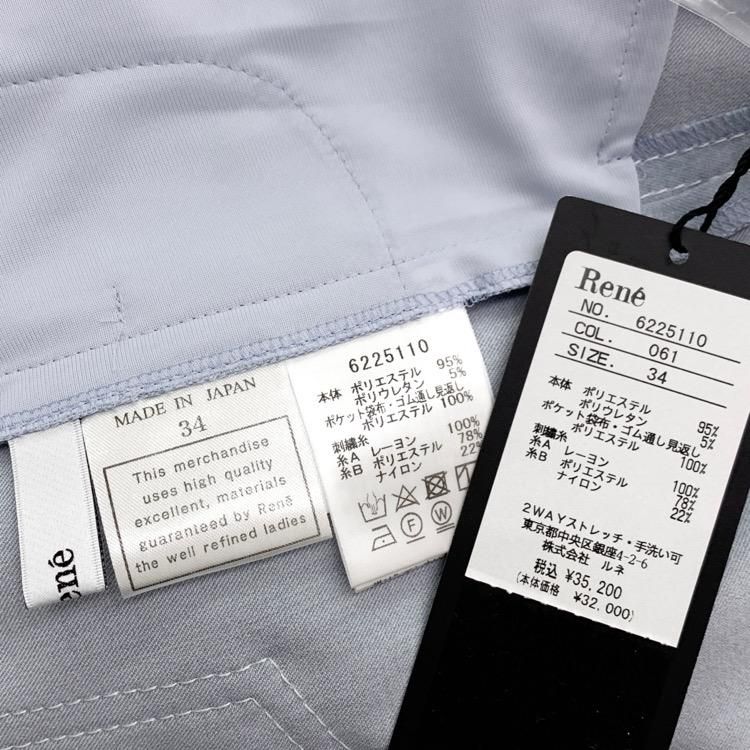 René
MADE IN JAPAN
34
This merchandise
uses high quality
excellent, materials
guaranteed by René
the well refined ladies
6225110
本体 ポリエステル 95%
ポリウレタン 5%
ポケット袋布・ゴム通し見返し
ポリエステル 100%
刺繍糸
糸A レーヨン 100%
糸B ポリエステル 78%
ナイロン 22%
F W
René
NO. 6225110
COL. 061
SIZE. 34
本体 ポリエステル 95%
ポリウレタン 5%
ポケット袋布・ゴム通し見返し
ポリエステル 100%
刺繍糸
糸A レーヨン 100%
糸B ポリエステル 78%
ナイロン 22%
2WAYストレッチ・手洗い可
東京都中央区銀座4-2-6
株式会社 ルネ
税込 ¥35,200
(本体価格 ¥32,000)